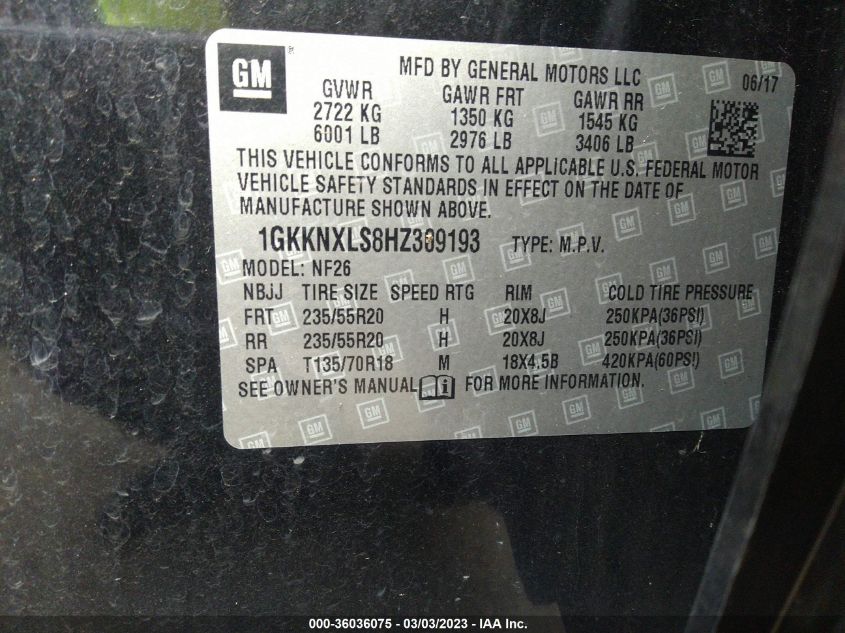 GM
MFD BY GENERAL MOTORS LLC
06/17
GVWR GAWR FRT GAWR RR
2722 KG 1350 KG 1545 KG
6001 LB 2976 LB 3406 LB
THIS VEHICLE CONFORMS TO ALL APPLICABLE U.S. FEDERAL MOTOR
VEHICLE SAFETY STANDARDS IN EFFECT ON THE DATE OF
MANUFACTURE SHOWN ABOVE.
1GKKNXLS8HZ309193 TYPE: M.P.V.
MODEL: NF26
NBJJ TIRE SIZE SPEED RTG RIM COLD TIRE PRESSURE
FRT 235/55R20 H 20X8J 250KPA(36PSI)
RR 235/55R20 H 20X8J 250KPA(36PSI)
SPA T135/70R18 M 18X4.5B 420KPA(60PSI)
SEE OWNER'S MANUAL FOR MORE INFORMATION.
000-36036075 - 03/03/2023 - IAA Inc.